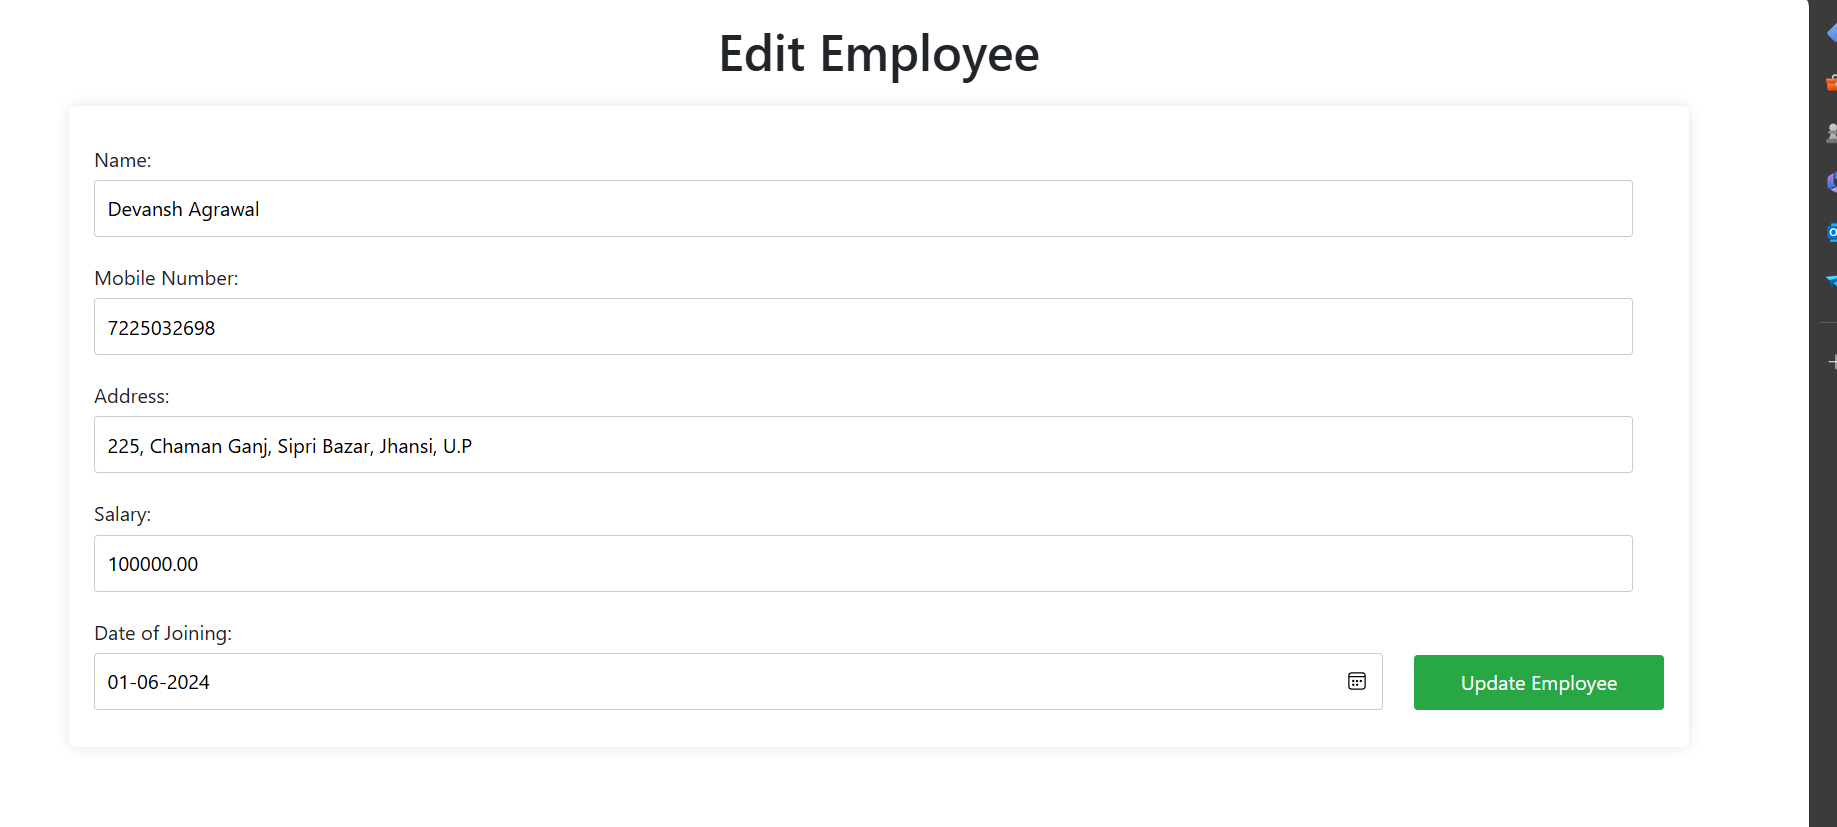 Edit Employee
Name:
Devansh Agrawal
Mobile Number:
7225032698
Address:
225, Chaman Ganj, Sipri Bazar, Jhansi, U.P
Salary:
100000.00
Date of Joining:
01-06-2024
Update Employee